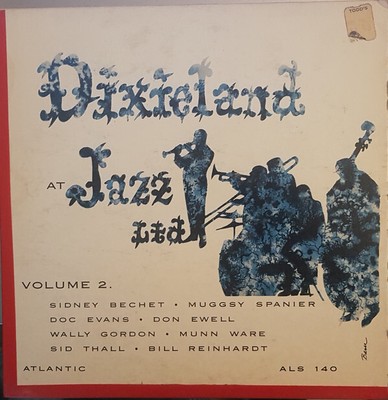 TODD'S
Dixieland
AT Jazz
Ltd
VOLUME 2.
SIDNEY BECHET • MUGGSY SPANIER
DOC EVANS • DON EWELL
WALLY GORDON • MUNN WARE
SID THALL • BILL REINHARDT
ATLANTIC ALS 140